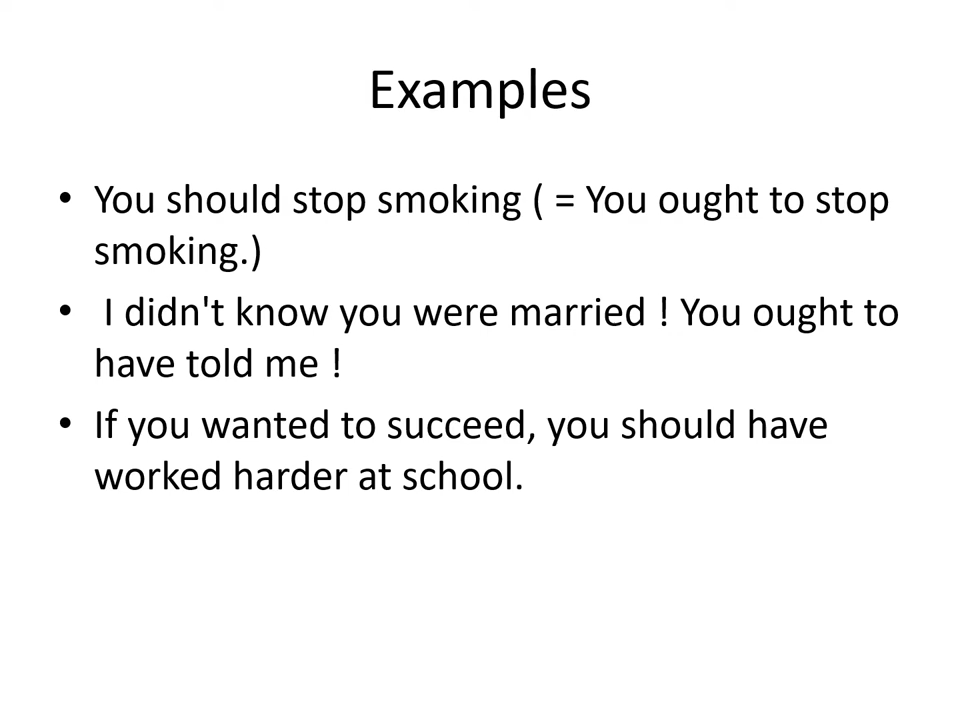 Examples
• You should stop smoking ( = You ought to stop
smoking.)
• I didn't know you were married ! You ought to
have told me !
• If you wanted to succeed, you should have
worked harder at school.